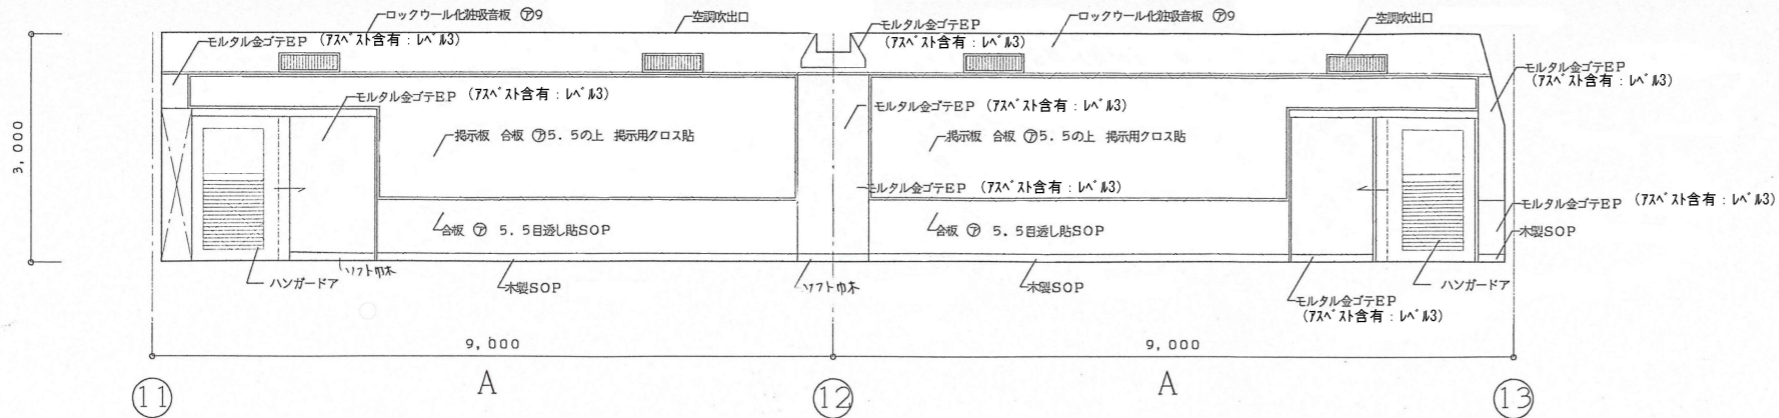 ロックウール化粧吸音板 ㋐9
空調吹出口
モルタル金ゴテEP (アスベスト含有:レベル3)
ロックウール化粧吸音板 ㋐9
空調吹出口
モルタル金ゴテEP (アスベスト含有:レベル3)
モルタル金ゴテEP
(アスベスト含有:レベル3)
モルタル金ゴテEP (アスベスト含有:レベル3)
モルタル金ゴテEP (アスベスト含有:レベル3)
3,000
掲示板 合板 ㋐5.5の上 掲示用クロス貼
掲示板 合板 ㋐5.5の上 掲示用クロス貼
モルタル金ゴテEP (アスベスト含有:レベル3)
モルタル金ゴテEP (アスベスト含有:レベル3)
合板 ㋐ 5.5目透し貼SOP
合板 ㋐ 5.5目透し貼SOP
木製SOP
ハンガードア
ソフト巾木
木製SOP
ソフト巾木
木製SOP
モルタル金ゴテEP
(アスベスト含有:レベル3)
ハンガードア
9,000
9,000
A
A
⑪
⑫
⑬